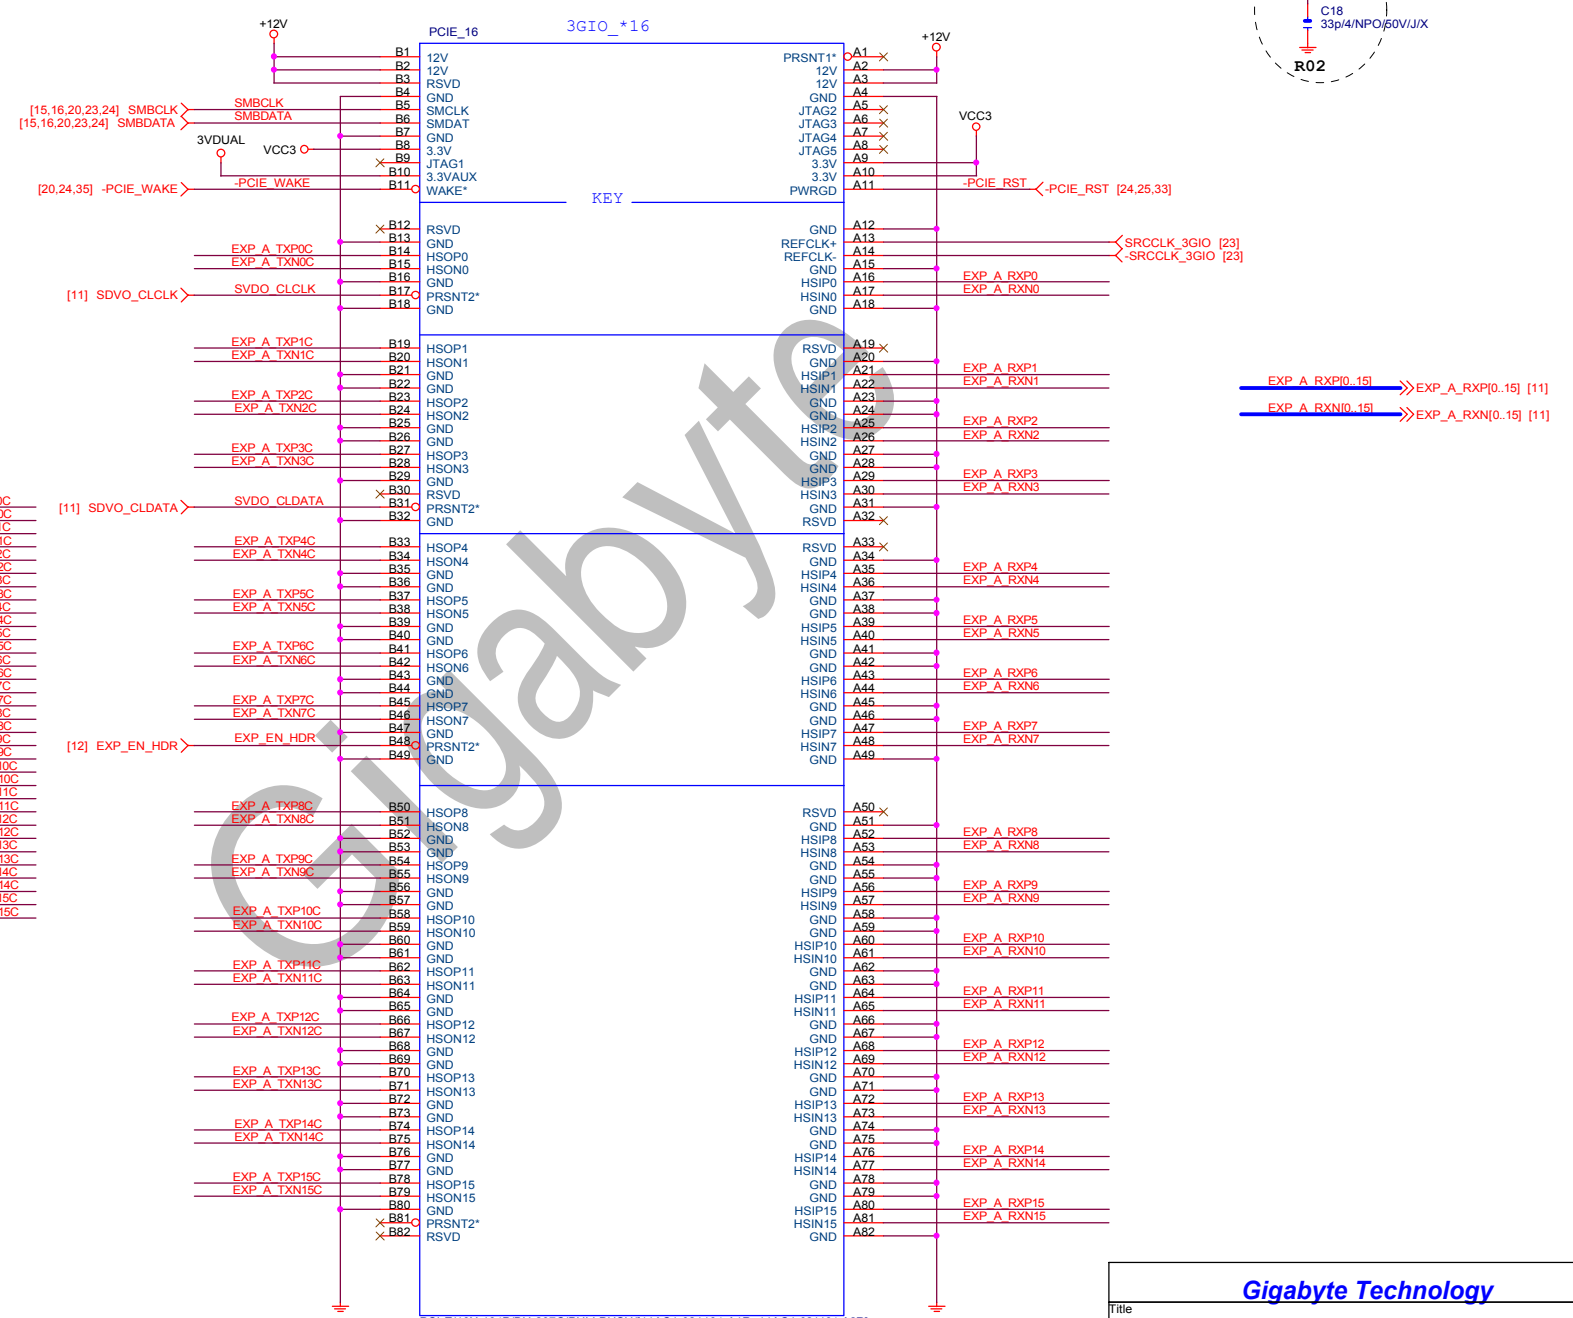 C18
33p/4/NPO/50V/J/X
R02
+12V
PCIE_16
3GIO_*16
+12V
VCC3
3VDUAL
VCC3
KEY
[15,16,20,23,24] SMBCLK
SMBCLK
[15,16,20,23,24] SMBDATA
SMBDATA
[20,24,35] -PCIE_WAKE
-PCIE_WAKE
-PCIE_RST
-PCIE_RST [24,25,33]
SRCCLK_3GIO [23]
-SRCCLK_3GIO [23]
B1 12V
B2 12V
B3 RSVD
B4 GND
B5 SMCLK
B6 SMDAT
B7 GND
B8 3.3V
B9 JTAG1
B10 3.3VAUX
B11 WAKE*
PRSNT1* A1
12V A2
12V A3
GND A4
JTAG2 A5
JTAG3 A6
JTAG4 A7
JTAG5 A8
3.3V A9
3.3V A10
PWRGD A11
B12 RSVD
B13 GND
EXP_A_TXP0C B14 HSOP0
EXP_A_TXN0C B15 HSON0
B16 GND
[11] SDVO_CLCLK SVDO_CLCLK B17 PRSNT2*
B18 GND
GND A12
REFCLK+ A13
REFCLK- A14
GND A15
HSIP0 A16 EXP_A_RXP0
HSIN0 A17 EXP_A_RXN0
GND A18
EXP_A_TXP1C B19 HSOP1
EXP_A_TXN1C B20 HSON1
B21 GND
B22 GND
EXP_A_TXP2C B23 HSOP2
EXP_A_TXN2C B24 HSON2
B25 GND
B26 GND
EXP_A_TXP3C B27 HSOP3
EXP_A_TXN3C B28 HSON3
B29 GND
B30 RSVD
[11] SDVO_CLDATA SVDO_CLDATA B31 PRSNT2*
B32 GND
RSVD A19
GND A20
HSIP1 A21 EXP_A_RXP1
HSIN1 A22 EXP_A_RXN1
GND A23
GND A24
HSIP2 A25 EXP_A_RXP2
HSIN2 A26 EXP_A_RXN2
GND A27
GND A28
HSIP3 A29 EXP_A_RXP3
HSIN3 A30 EXP_A_RXN3
GND A31
RSVD A32
EXP_A_RXP[0..15] EXP_A_RXP[0..15] [11]
EXP_A_RXN[0..15] EXP_A_RXN[0..15] [11]
EXP_A_TXP4C B33 HSOP4
EXP_A_TXN4C B34 HSON4
B35 GND
B36 GND
EXP_A_TXP5C B37 HSOP5
EXP_A_TXN5C B38 HSON5
B39 GND
B40 GND
EXP_A_TXP6C B41 HSOP6
EXP_A_TXN6C B42 HSON6
B43 GND
B44 GND
EXP_A_TXP7C B45 HSOP7
EXP_A_TXN7C B46 HSON7
B47 GND
[12] EXP_EN_HDR EXP_EN_HDR B48 PRSNT2*
B49 GND
RSVD A33
GND A34
HSIP4 A35 EXP_A_RXP4
HSIN4 A36 EXP_A_RXN4
GND A37
GND A38
HSIP5 A39 EXP_A_RXP5
HSIN5 A40 EXP_A_RXN5
GND A41
GND A42
HSIP6 A43 EXP_A_RXP6
HSIN6 A44 EXP_A_RXN6
GND A45
GND A46
HSIP7 A47 EXP_A_RXP7
HSIN7 A48 EXP_A_RXN7
GND A49
EXP_A_TXP8C B50 HSOP8
EXP_A_TXN8C B51 HSON8
B52 GND
B53 GND
EXP_A_TXP9C B54 HSOP9
EXP_A_TXN9C B55 HSON9
B56 GND
B57 GND
EXP_A_TXP10C B58 HSOP10
EXP_A_TXN10C B59 HSON10
B60 GND
B61 GND
EXP_A_TXP11C B62 HSOP11
EXP_A_TXN11C B63 HSON11
B64 GND
B65 GND
EXP_A_TXP12C B66 HSOP12
EXP_A_TXN12C B67 HSON12
B68 GND
B69 GND
EXP_A_TXP13C B70 HSOP13
EXP_A_TXN13C B71 HSON13
B72 GND
B73 GND
EXP_A_TXP14C B74 HSOP14
EXP_A_TXN14C B75 HSON14
B76 GND
B77 GND
EXP_A_TXP15C B78 HSOP15
EXP_A_TXN15C B79 HSON15
B80 GND
B81 PRSNT2*
B82 RSVD
RSVD A50
GND A51
HSIP8 A52 EXP_A_RXP8
HSIN8 A53 EXP_A_RXN8
GND A54
GND A55
HSIP9 A56 EXP_A_RXP9
HSIN9 A57 EXP_A_RXN9
GND A58
GND A59
HSIP10 A60 EXP_A_RXP10
HSIN10 A61 EXP_A_RXN10
GND A62
GND A63
HSIP11 A64 EXP_A_RXP11
HSIN11 A65 EXP_A_RXN11
GND A66
GND A67
HSIP12 A68 EXP_A_RXP12
HSIN12 A69 EXP_A_RXN12
GND A70
GND A71
HSIP13 A72 EXP_A_RXP13
HSIN13 A73 EXP_A_RXN13
GND A74
GND A75
HSIP14 A76 EXP_A_RXP14
HSIN14 A77 EXP_A_RXN14
GND A78
GND A79
HSIP15 A80 EXP_A_RXP15
HSIN15 A81 EXP_A_RXN15
GND A82
Gigabyte
Gigabyte Technology
Title